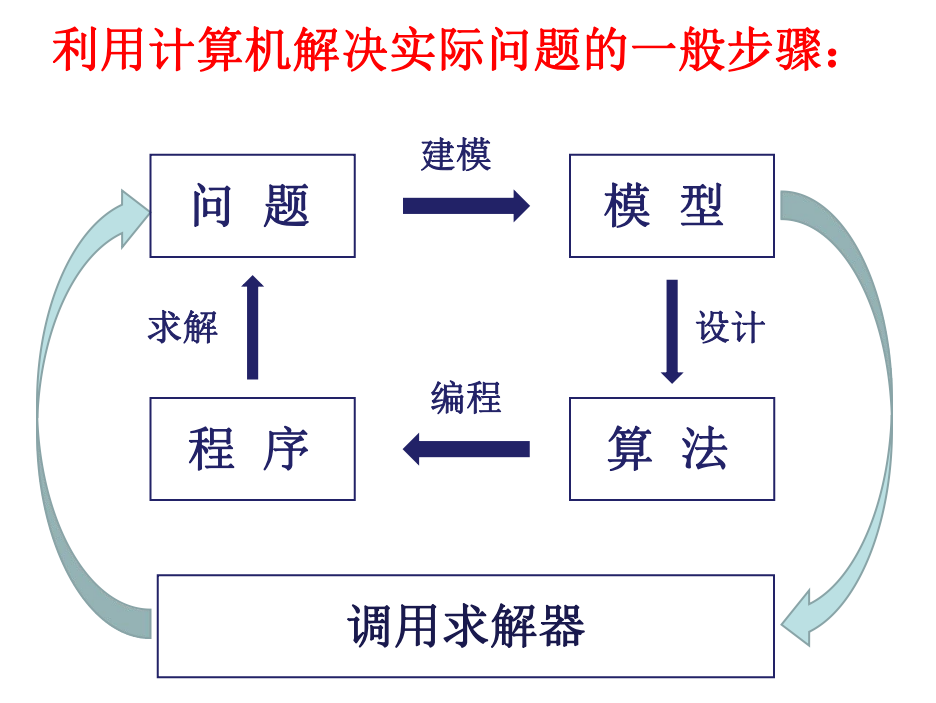 利用计算机解决实际问题的一般步骤：
建模
问 题
模 型
求解
设计
编程
程 序
算 法
调用求解器